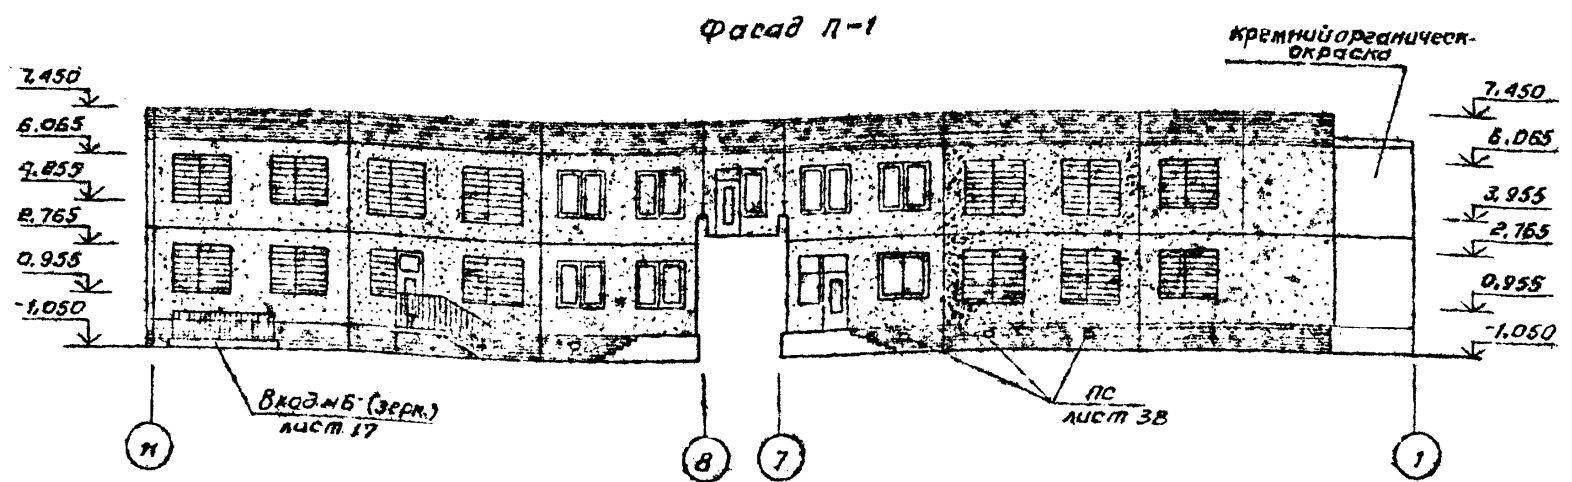 Фасад П-1
кремнийорганическ.
окраска
7.450
6.065
4.855
2.765
0.955
-1.050
7.450
6.065
3.955
2.765
0.955
-1.050
Вход №Б (зерк.)
лист 17
ПС
лист 38
п
8
7
1